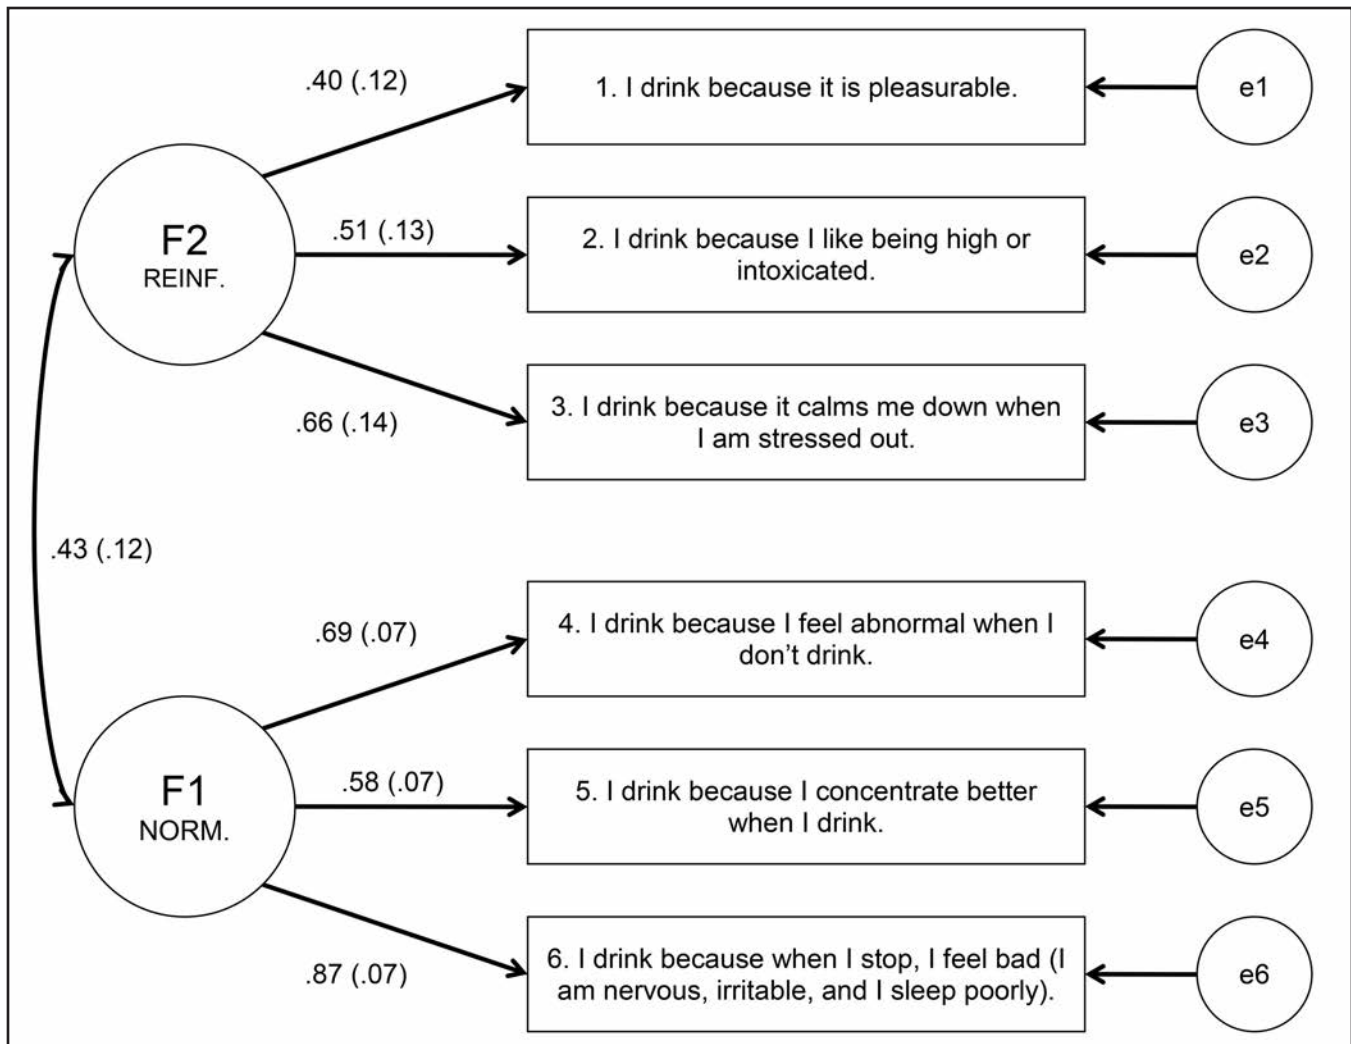 .40 (.12)
1. I drink because it is pleasurable.
e1
F2
REINF.
.51 (.13)
2. I drink because I like being high or
intoxicated.
e2
.66 (.14)
3. I drink because it calms me down when
I am stressed out.
e3
.43 (.12)
.69 (.07)
4. I drink because I feel abnormal when I
don’t drink.
e4
F1
NORM.
.58 (.07)
5. I drink because I concentrate better
when I drink.
e5
.87 (.07)
6. I drink because when I stop, I feel bad (I
am nervous, irritable, and I sleep poorly).
e6